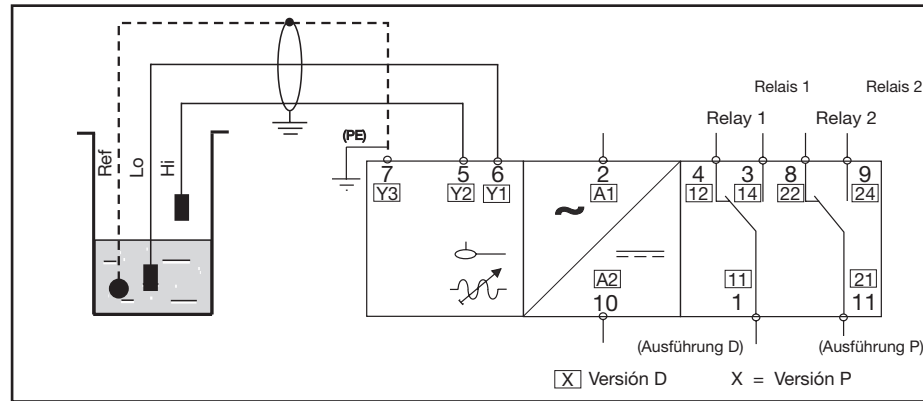 Relais 1 Relais 2
Relay 1 Relay 2
(PE)
Ref
Lo
Hi
7 5 6 2 4 3 8 9
Y3 Y2 Y1 A1 12 14 22 24
~
A2 11 21
10 1 11
(Ausführung D) (Ausführung P)
X Versión D X = Versión P